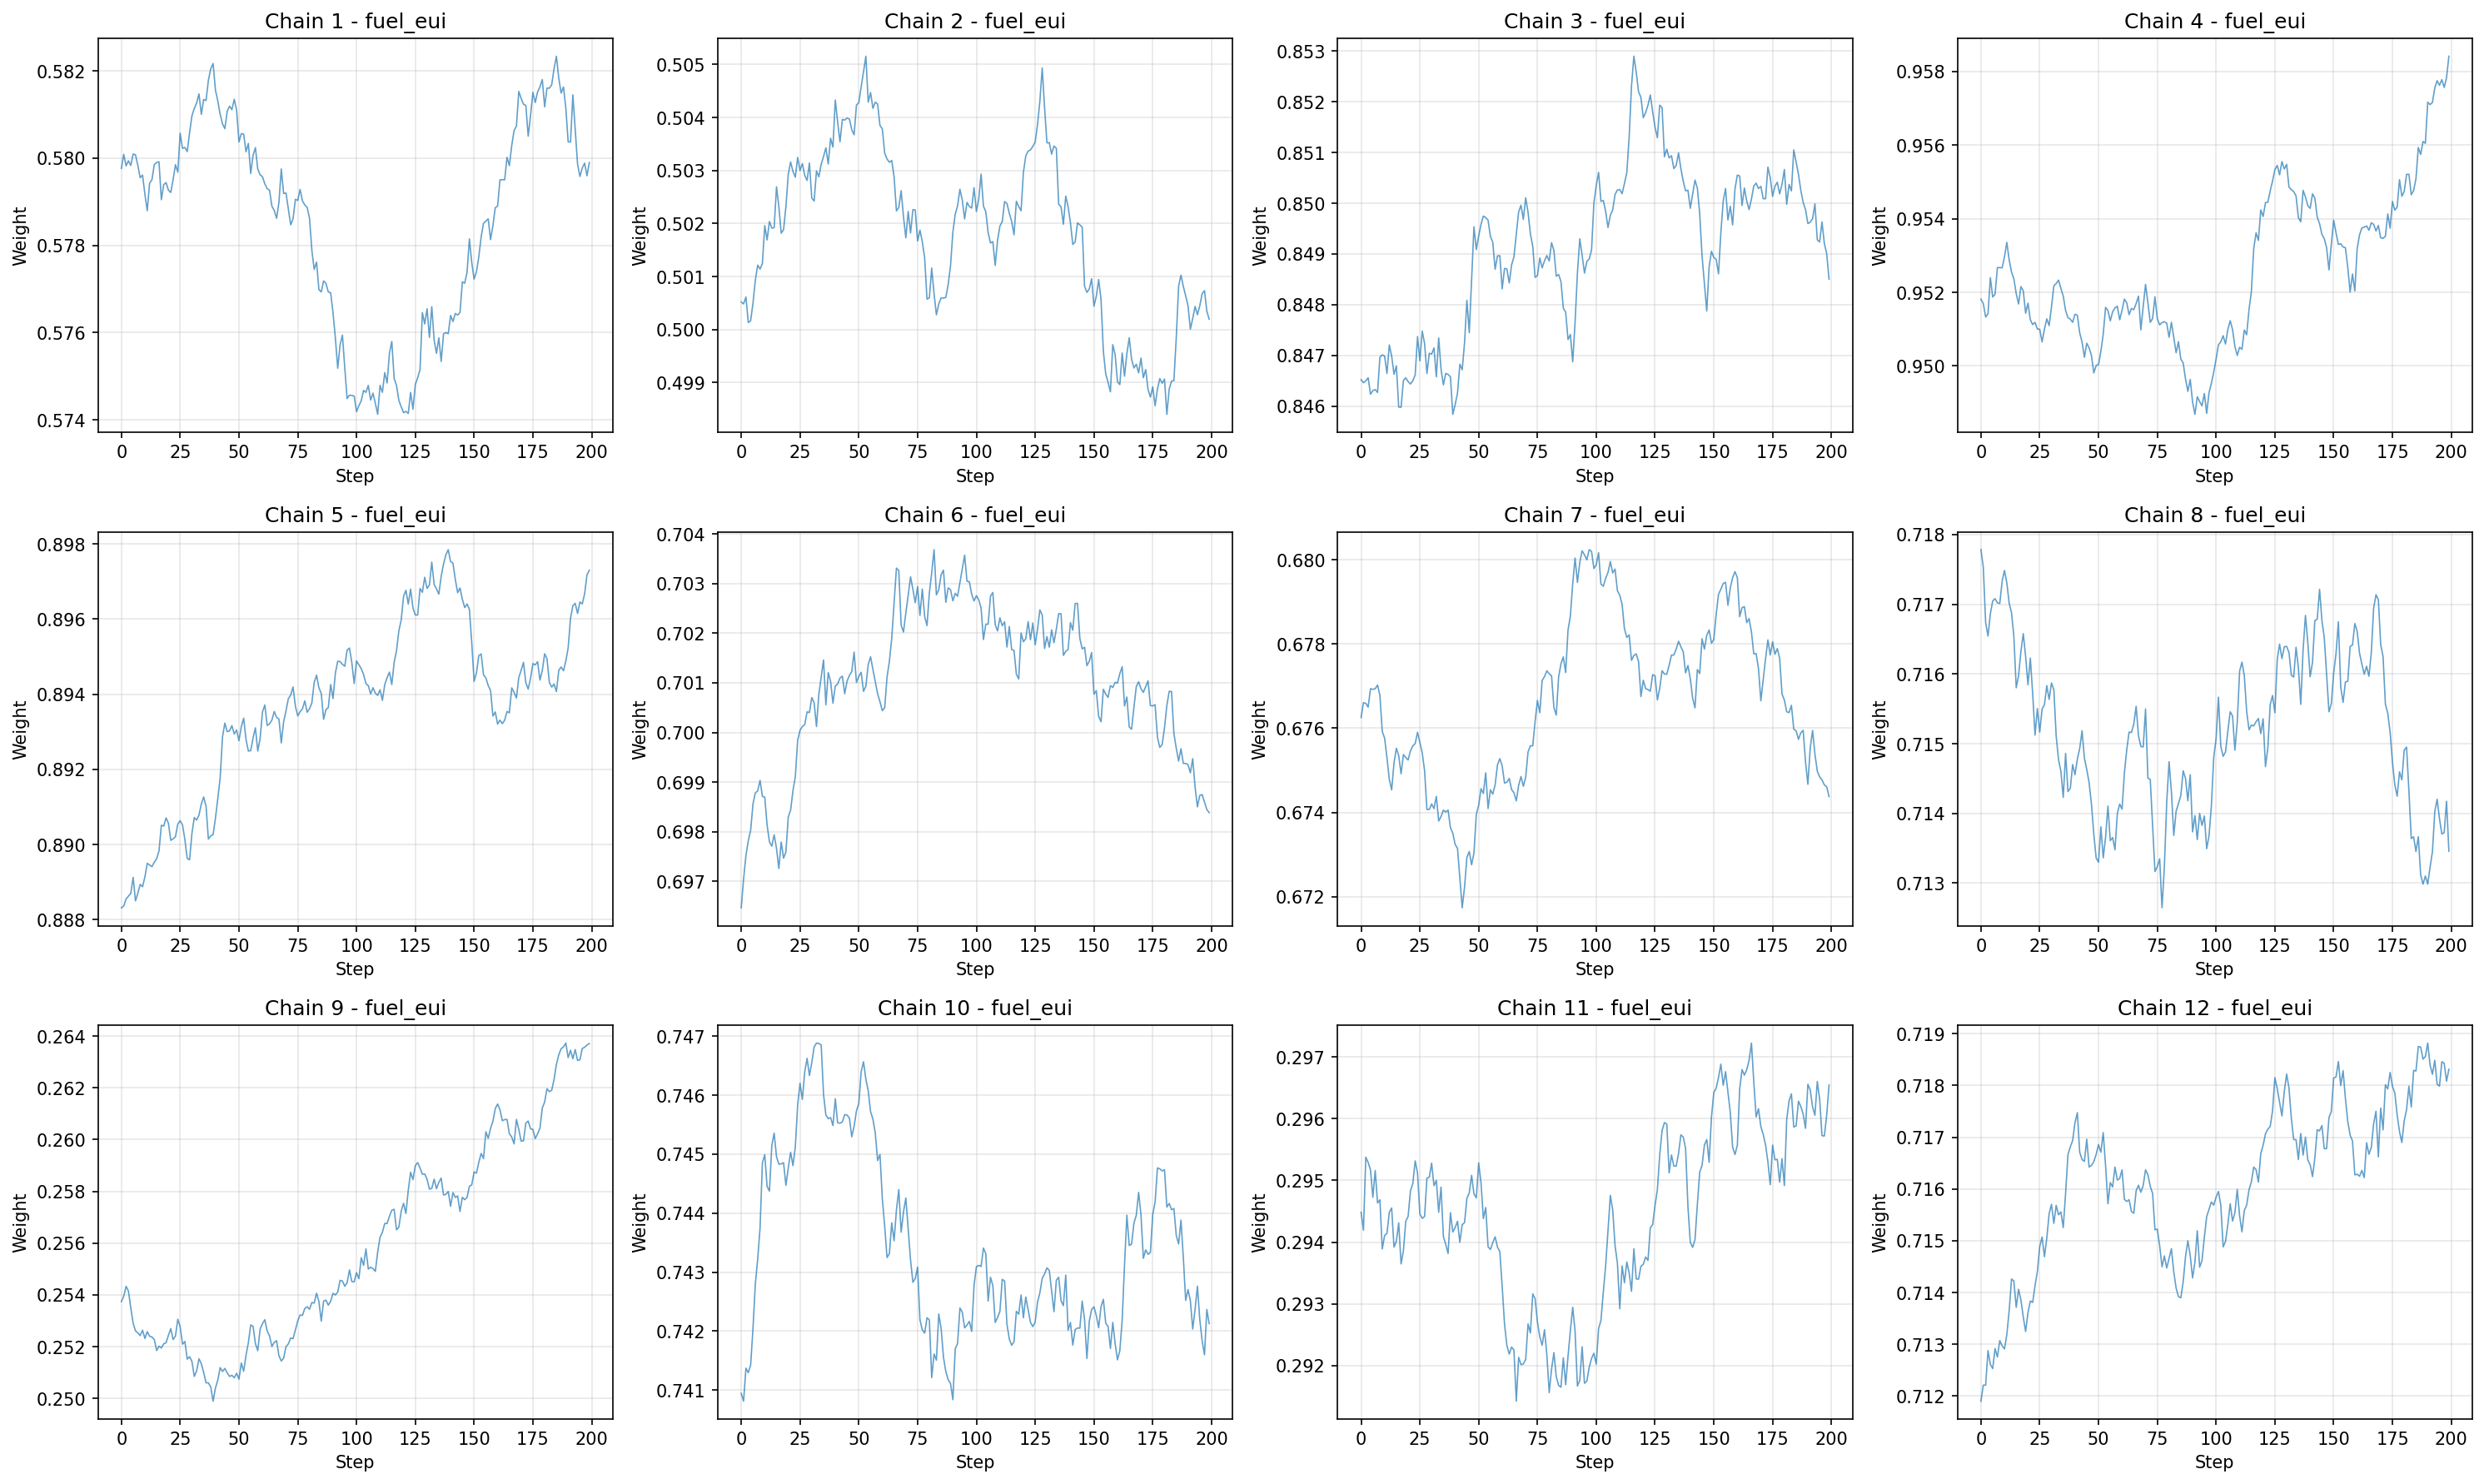 Chain 1 - fuel_eui
Weight
0.582
0.580
0.578
0.576
0.574
0 25 50 75 100 125 150 175 200
Step
Chain 2 - fuel_eui
Weight
0.505
0.504
0.503
0.502
0.501
0.500
0.499
0 25 50 75 100 125 150 175 200
Step
Chain 3 - fuel_eui
Weight
0.853
0.852
0.851
0.850
0.849
0.848
0.847
0.846
0 25 50 75 100 125 150 175 200
Step
Chain 4 - fuel_eui
Weight
0.958
0.956
0.954
0.952
0.950
0 25 50 75 100 125 150 175 200
Step
Chain 5 - fuel_eui
Weight
0.898
0.896
0.894
0.892
0.890
0.888
0 25 50 75 100 125 150 175 200
Step
Chain 6 - fuel_eui
Weight
0.704
0.703
0.702
0.701
0.700
0.699
0.698
0.697
0 25 50 75 100 125 150 175 200
Step
Chain 7 - fuel_eui
Weight
0.680
0.678
0.676
0.674
0.672
0 25 50 75 100 125 150 175 200
Step
Chain 8 - fuel_eui
Weight
0.718
0.717
0.716
0.715
0.714
0.713
0 25 50 75 100 125 150 175 200
Step
Chain 9 - fuel_eui
Weight
0.264
0.262
0.260
0.258
0.256
0.254
0.252
0.250
0 25 50 75 100 125 150 175 200
Step
Chain 10 - fuel_eui
Weight
0.747
0.746
0.745
0.744
0.743
0.742
0.741
0 25 50 75 100 125 150 175 200
Step
Chain 11 - fuel_eui
Weight
0.297
0.296
0.295
0.294
0.293
0.292
0 25 50 75 100 125 150 175 200
Step
Chain 12 - fuel_eui
Weight
0.719
0.718
0.717
0.716
0.715
0.714
0.713
0.712
0 25 50 75 100 125 150 175 200
Step